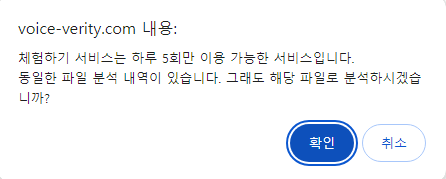 voice-verity.com 내용:
체험하기 서비스는 하루 5회만 이용 가능한 서비스입니다.
동일한 파일 분석 내역이 있습니다. 그래도 해당 파일로 분석하시겠습
니까?
확인
취소